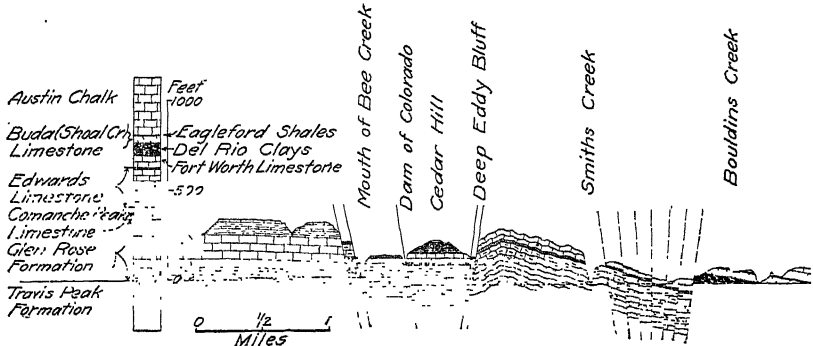 Austin Chalk
Buda (Shoal Cr.)
Limestone
Edwards
Limestone
Comanche Peak
Limestone
Glen Rose
Formation
Travis Peak
Formation
Feet
1000
500
0
Eagleford Shales
Del Rio Clays
Fort Worth Limestone
Mouth of Bee Creek
Dam of Colorado
Cedar Hill
Deep Eddy Bluff
Smiths Creek
Bouldins Creek
0 1/2 1
Miles